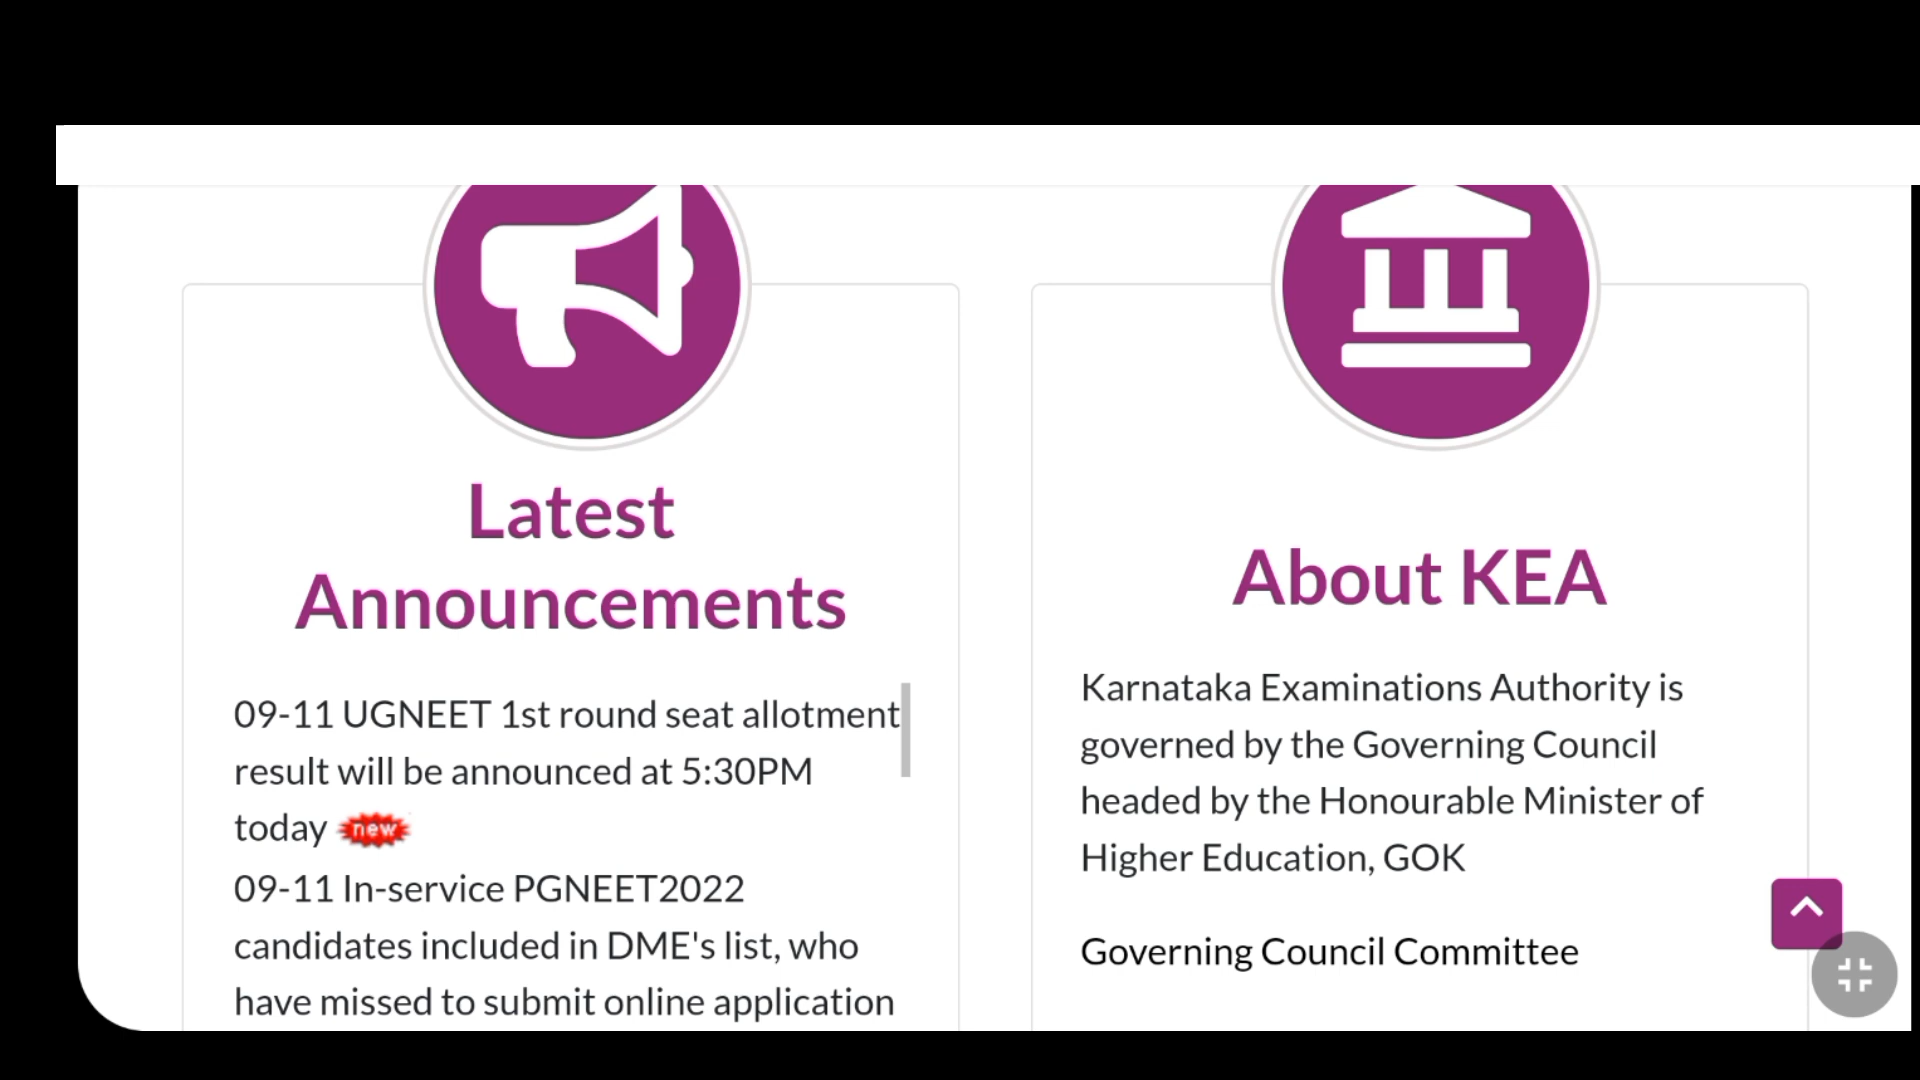 Latest
Announcements
09-11 UGNEET 1st round seat allotment
result will be announced at 5:30PM
today new
09-11 In-service PGNEET2022
candidates included in DME's list, who
have missed to submit online application
About KEA
Karnataka Examinations Authority is
governed by the Governing Council
headed by the Honourable Minister of
Higher Education, GOK
Governing Council Committee